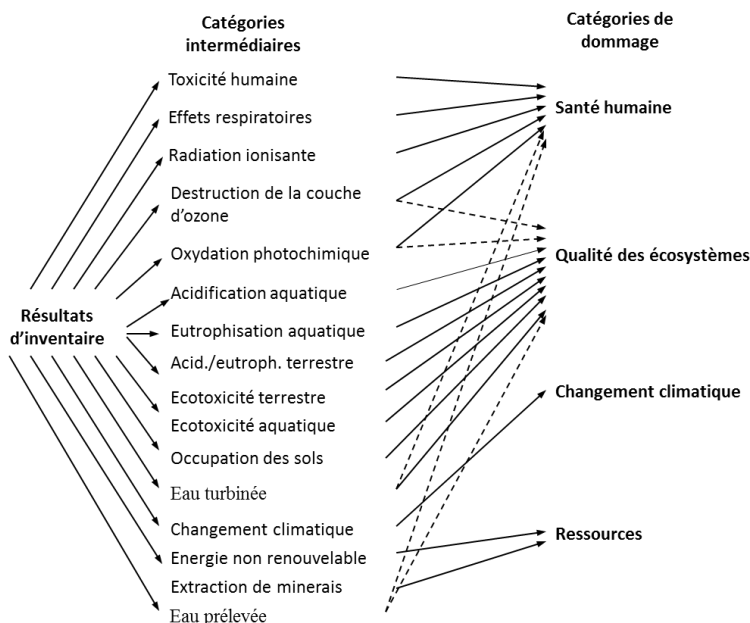 Catégories
intermédiaires
Catégories de
dommage
Toxicité humaine
Effets respiratoires
Radiation ionisante
Destruction de la couche
d'ozone
Oxydation photochimique
Acidification aquatique
Eutrophisation aquatique
Acid./eutroph. terrestre
Ecotoxicité terrestre
Ecotoxicité aquatique
Occupation des sols
Eau turbinée
Changement climatique
Energie non renouvelable
Extraction de minerais
Eau prélevée
Résultats
d'inventaire
Santé humaine
Qualité des écosystèmes
Changement climatique
Ressources